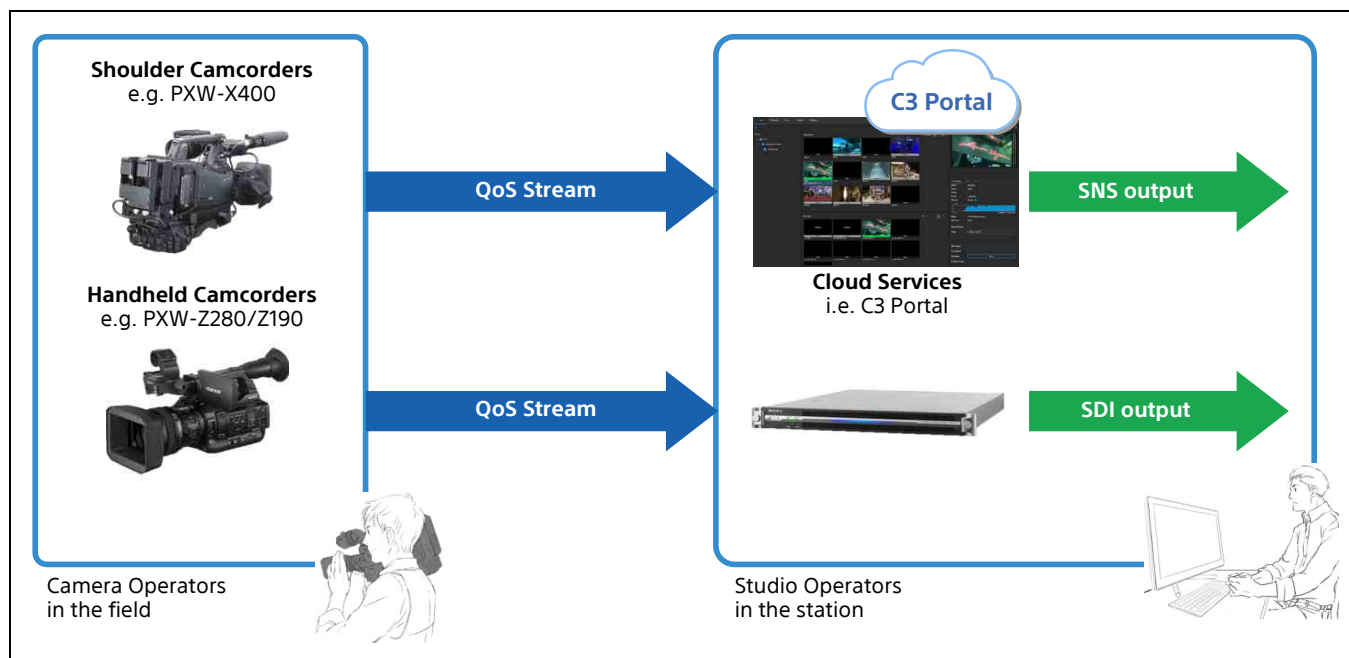 Shoulder Camcorders
e.g. PXW-X400
Handheld Camcorders
e.g. PXW-Z280/Z190
Camera Operators
in the field
QoS Stream
QoS Stream
C3 Portal
Cloud Services
i.e. C3 Portal
SONY
SNS output
SDI output
Studio Operators
in the station